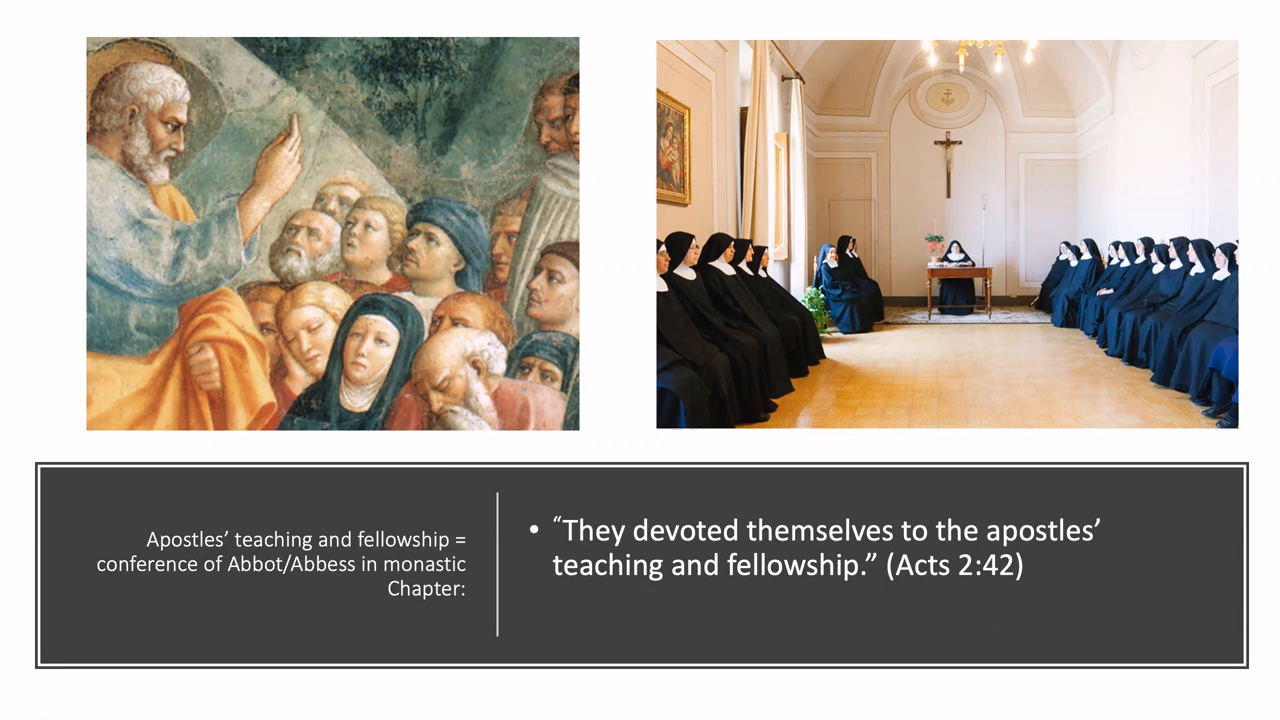 Apostles’ teaching and fellowship =
conference of Abbot/Abbess in monastic
Chapter:
• “They devoted themselves to the apostles’
teaching and fellowship.” (Acts 2:42)